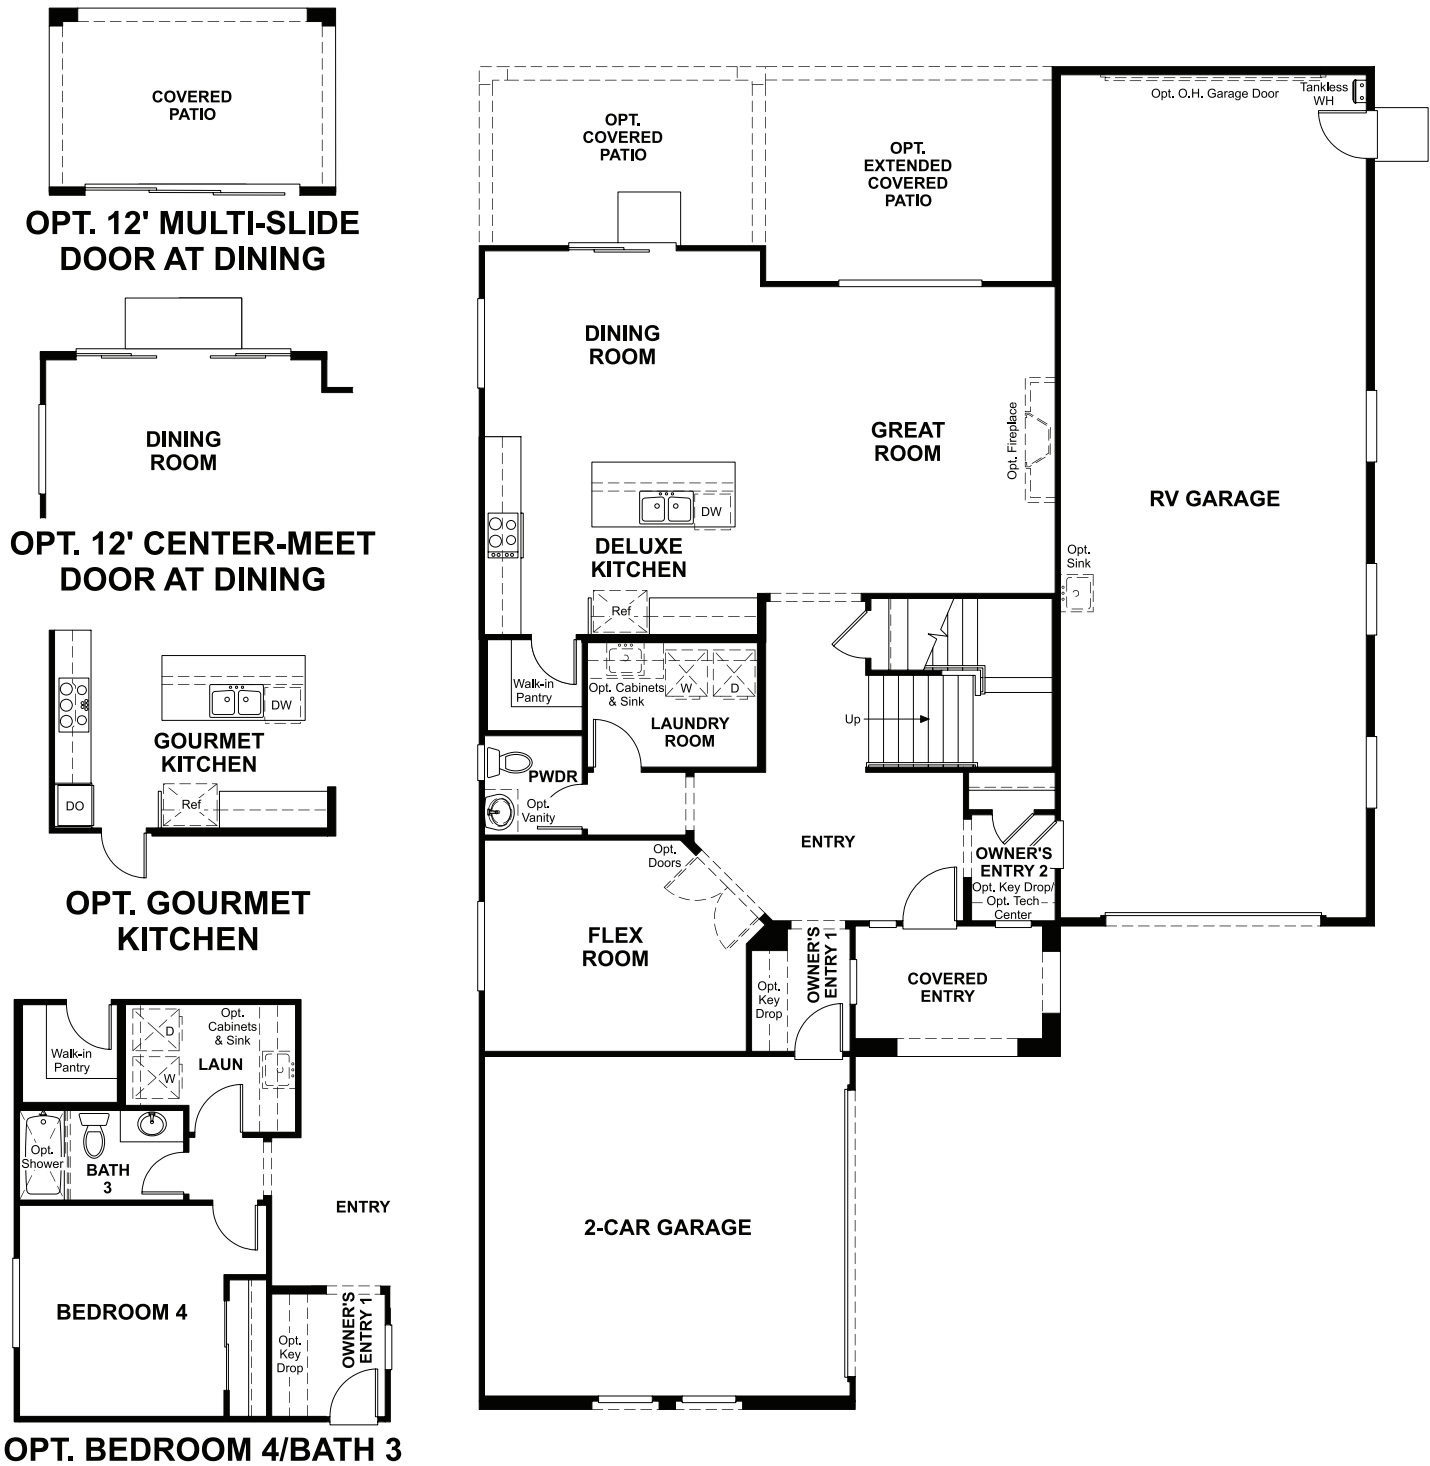 COVERED
PATIO
OPT. 12' MULTI-SLIDE
DOOR AT DINING
DINING
ROOM
OPT. 12' CENTER-MEET
DOOR AT DINING
DW
GOURMET
KITCHEN
DO
Ref
OPT. GOURMET
KITCHEN
Walk-in
Pantry
D
W
Opt.
Cabinets
& Sink
LAUN
Opt.
Shower
BATH
3
ENTRY
BEDROOM 4
Opt.
Key
Drop
OWNER'S
ENTRY 1
OPT. BEDROOM 4/BATH 3
OPT.
COVERED
PATIO
OPT.
EXTENDED
COVERED
PATIO
Opt. O.H. Garage Door
Tankless
WH
DINING
ROOM
GREAT
ROOM
Opt. Fireplace
RV GARAGE
DW
DELUXE
KITCHEN
Opt.
Sink
Ref
Walk-in
Pantry
Opt. Cabinets
& Sink
W
D
LAUNDRY
ROOM
Up
PWDR
Opt.
Vanity
Opt.
Doors
ENTRY
OWNER'S
ENTRY 2
Opt. Key Drop/
Opt. Tech
Center
FLEX
ROOM
Opt.
Key
Drop
OWNER'S
ENTRY 1
COVERED
ENTRY
2-CAR GARAGE